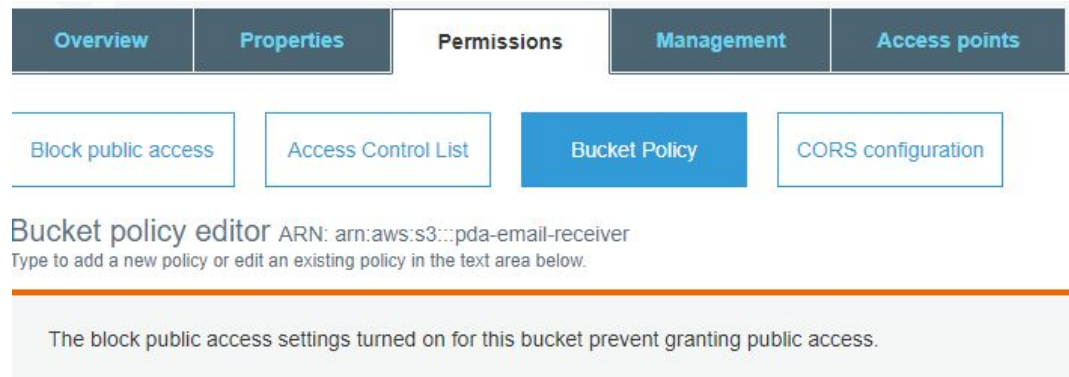 Overview Properties Permissions Management Access points
Block public access Access Control List Bucket Policy CORS configuration
Bucket policy editor ARN: arn:aws:s3:::pda-email-receiver
Type to add a new policy or edit an existing policy in the text area below.
The block public access settings turned on for this bucket prevent granting public access.